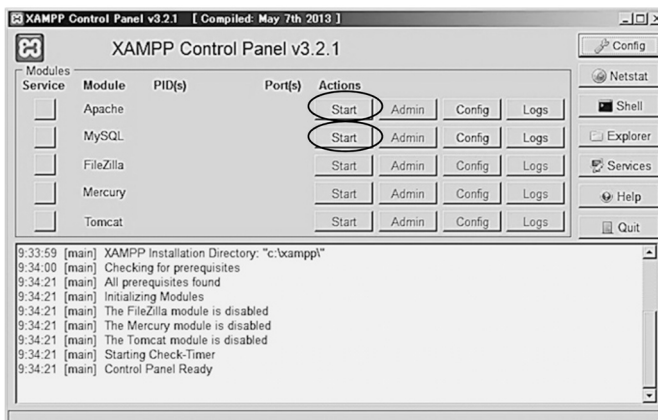 XAMPP Control Panel v3.2.1 [ Compiled: May 7th 2013 ]
XAMPP Control Panel v3.2.1
Config
Modules
Service Module PID(s) Port(s) Actions
Netstat
Apache Start Admin Config Logs
Shell
MySQL Start Admin Config Logs
Explorer
FileZilla Start Admin Config Logs
Services
Mercury Start Admin Config Logs
Help
Tomcat Start Admin Config Logs
Quit
9:33:59 [main] XAMPP Installation Directory: "c:\xampp\"
9:34:00 [main] Checking for prerequisites
9:34:21 [main] All prerequisites found
9:34:21 [main] Initializing Modules
9:34:21 [main] The FileZilla module is disabled
9:34:21 [main] The Mercury module is disabled
9:34:21 [main] The Tomcat module is disabled
9:34:21 [main] Starting Check-Timer
9:34:21 [main] Control Panel Ready